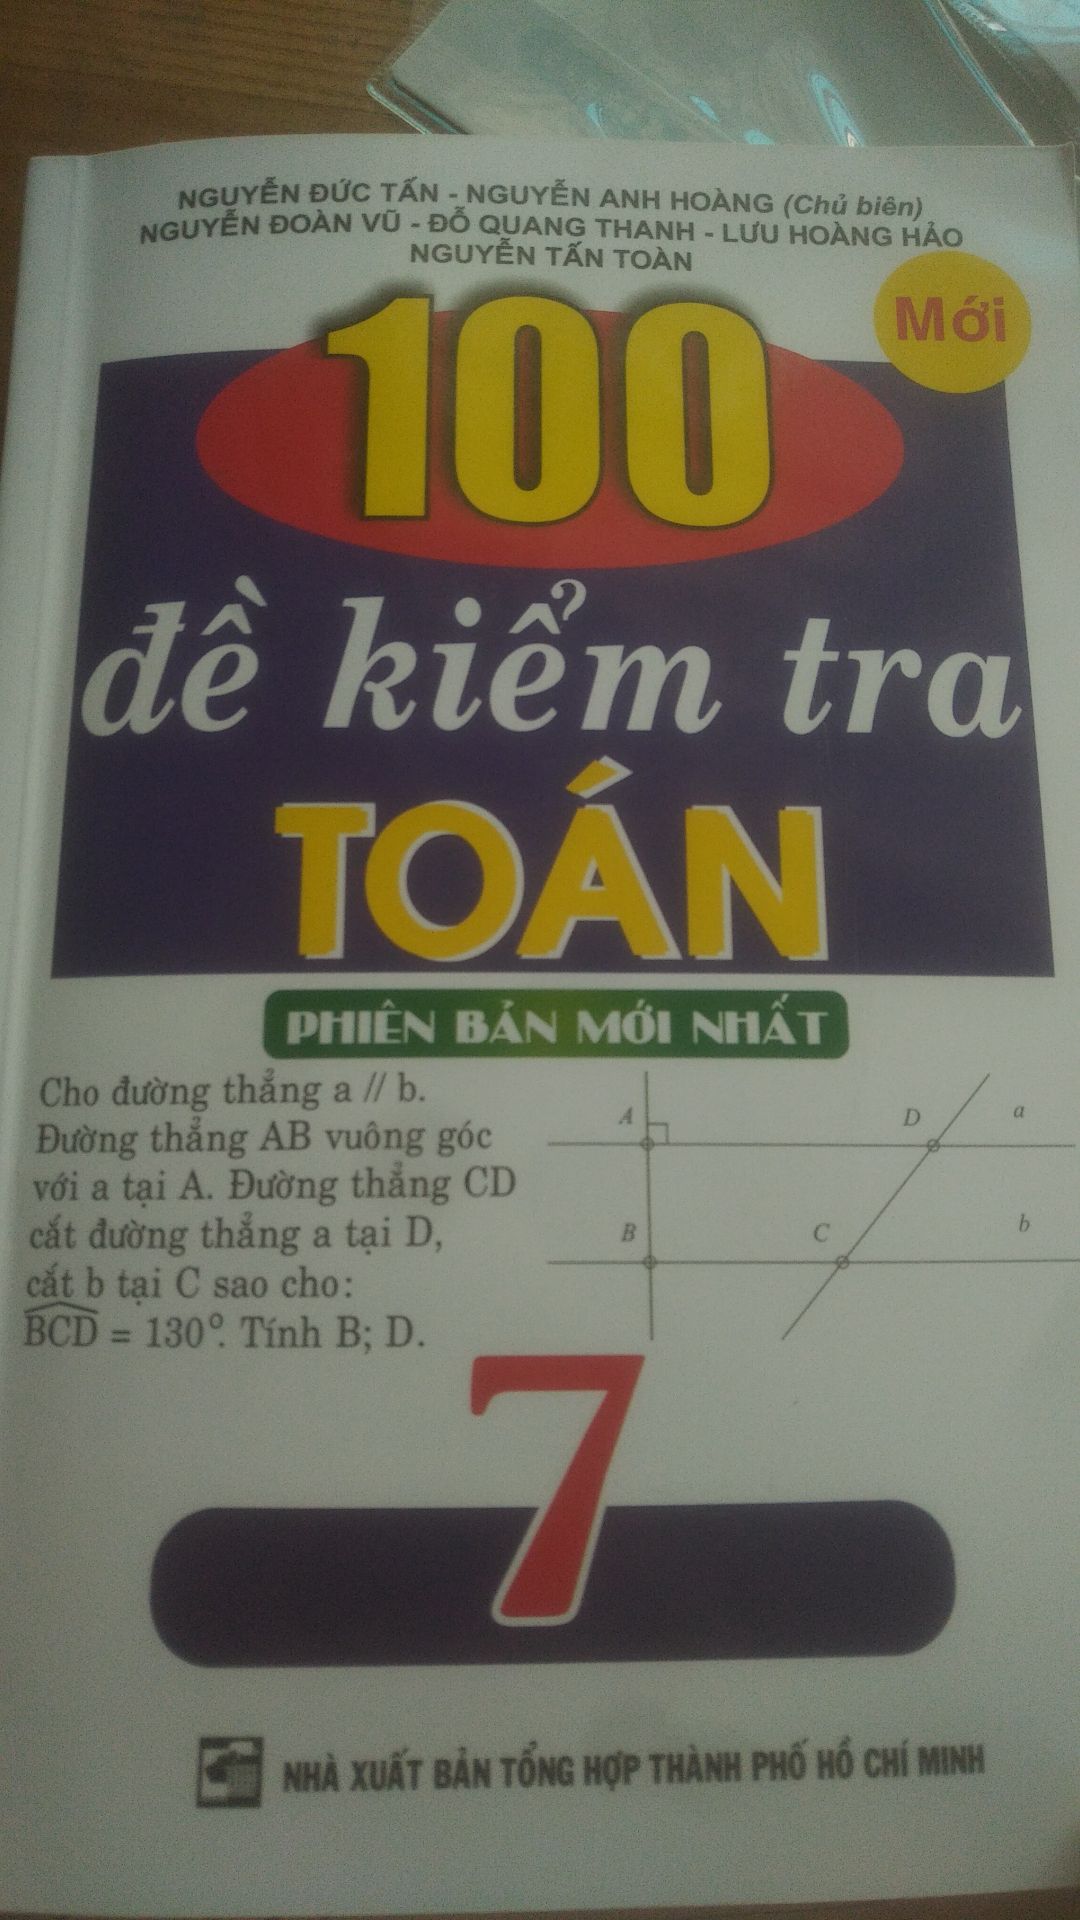 NGUYỄN ĐỨC TẤN - NGUYỄN ANH HOÀNG (Chủ biên)
NGUYỄN ĐOÀN VŨ - ĐỖ QUANG THANH - LƯU HOÀNG HẢO
NGUYỄN TẤN TOÀN
Mới
100
đề kiểm tra
TOÁN
PHIÊN BẢN MỚI NHẤT
Cho đường thẳng a // b.
Đường thẳng AB vuông góc
với a tại A. Đường thẳng CD
cắt đường thẳng a tại D,
cắt b tại C sao cho:
BCD = 130°. Tính B; D.
A D a
B C b
7
NHÀ XUẤT BẢN TỔNG HỢP THÀNH PHỐ HỒ CHÍ MINH